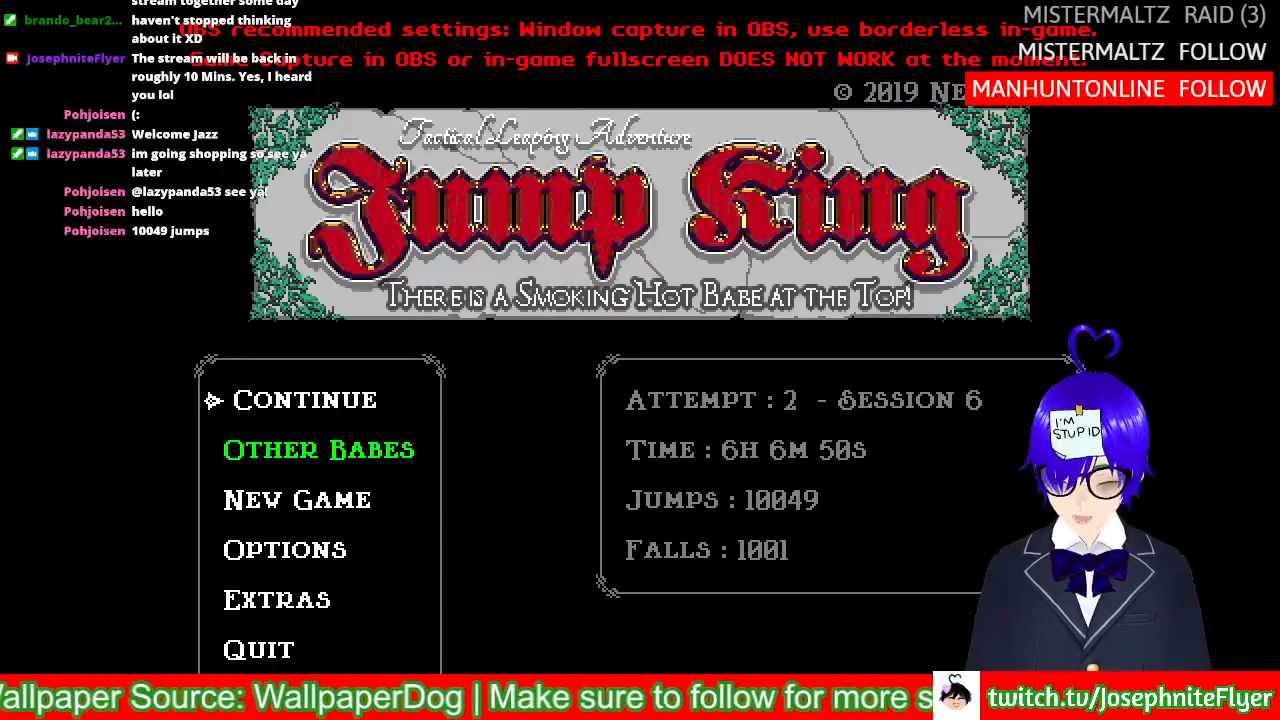 stream together some day
brando_bear2... haven't stopped thinking
about it XD
JosephniteFlyer The stream will be back in
roughly 10 Mins. Yes, I heard
you lol
Pohjoisen (:
lazypanda53 Welcome Jazz
lazypanda53 im going shopping so see ya
later
Pohjoisen @lazypanda53 see ya!
Pohjoisen hello
Pohjoisen 10049 jumps
OBS recommended settings: Window capture in OBS, use borderless in-game.
Game Capture in OBS or in-game fullscreen DOES NOT WORK at the moment.
MISTERMALTZ RAID (3)
MISTERMALTZ FOLLOW
MANHUNTONLINE FOLLOW
© 2019 NE
Tactical Leaping Adventure
Jump King
There is a Smoking Hot Babe at the Top!
Continue
Other Babes
New Game
Options
Extras
Quit
Attempt : 2 - Session 6
Time : 6h 6m 50s
Jumps : 10049
Falls : 1001
I'M
STUPID
Wallpaper Source: WallpaperDog | Make sure to follow for more s
twitch.tv/JosephniteFlyer